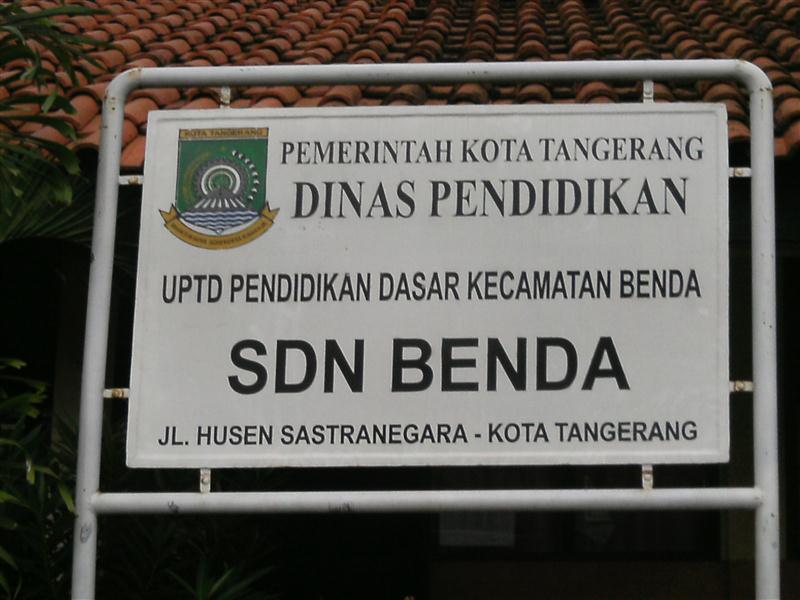 KOTA TANGERANG
PEMERINTAH KOTA TANGERANG
DINAS PENDIDIKAN
UPTD PENDIDIKAN DASAR KECAMATAN BENDA
SDN BENDA
JL. HUSEN SASTRANEGARA - KOTA TANGERANG